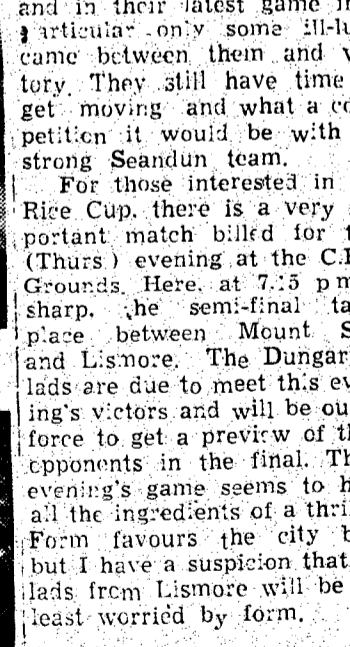 and in their latest game in
particular only some ill-lu
came between them and v
tory. They still have time
get moving and what a co
petition it would be with
strong Seandun team.
For those interested in
Rice Cup. there is a very
portant match billed for t
(Thurs) evening at the C.
Grounds. Here, at 7.15 p m
sharp. the semi-final ta
place between Mount S
and Lismore. The Dungar
lads are due to meet this ev
ing's victors and will be ou
force to get a preview of th
opponents in the final. Th
evening's game seems to h
all the ingredients of a thri
Form favours the city b
but I have a suspicion that
lads from Lismore will be
least worried by form.